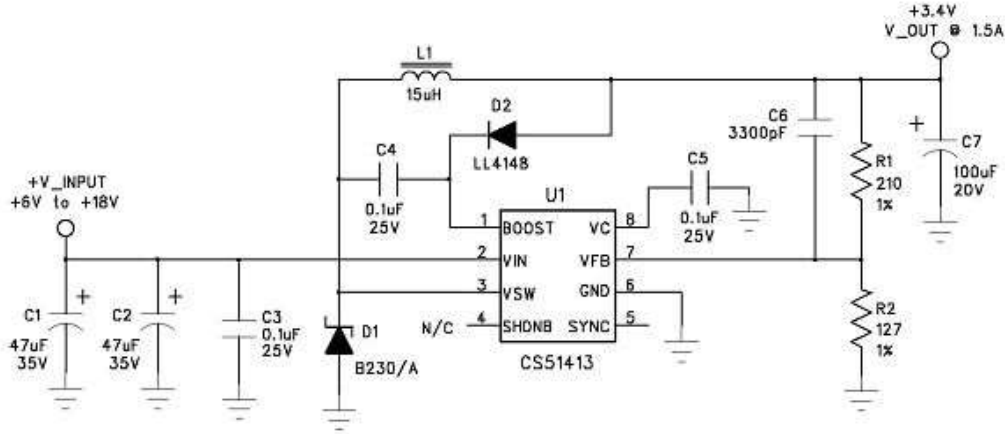 +3.4V
V_OUT @ 1.5A
L1
15uH
D2
LL4148
C6
3300pF
C4
0.1uF
25V
C5
0.1uF
25V
R1
210
1%
+
C7
100uF
20V
+V_INPUT
+6V to +18V
U1
1 BOOST VC 8
2 VIN VFB 7
3 VSW GND 6
N/C 4 SHDNB SYNC 5
CS51413
+
C1
47uF
35V
+
C2
47uF
35V
C3
0.1uF
25V
D1
B230/A
R2
127
1%